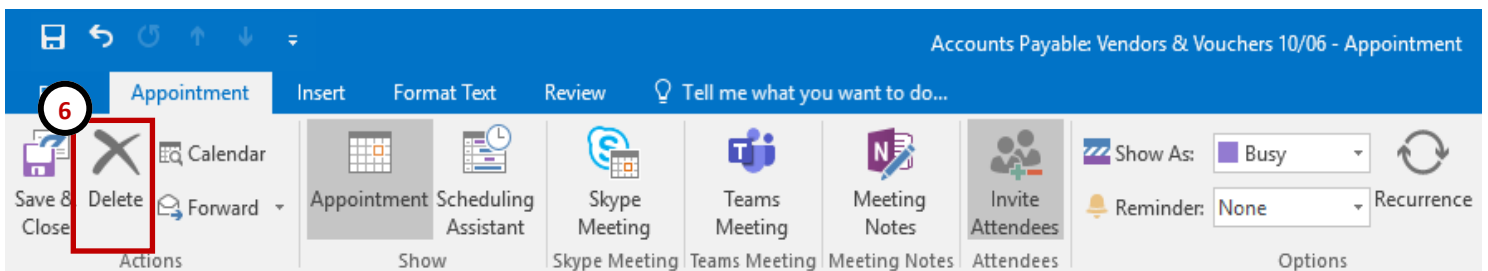 Accounts Payable: Vendors & Vouchers 10/06 - Appointment
Appointment Insert Format Text Review Tell me what you want to do...
6
Save & Close
Delete
Calendar
Forward
Appointment
Scheduling Assistant
Skype Meeting
Teams Meeting
Meeting Notes
Invite Attendees
Show As: Busy
Reminder: None
Recurrence
Actions Show Skype Meeting Teams Meeting Meeting Notes Attendees Options